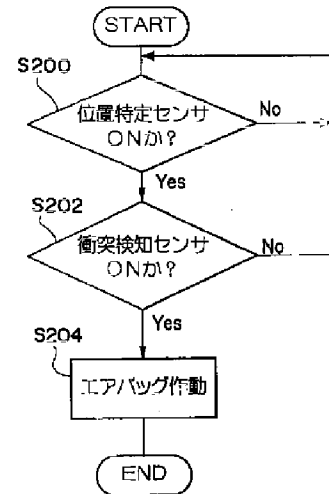 START
S200
位置特定センサ
ONか?
No
Yes
S202
衝突検知センサ
ONか?
No
Yes
S204
エアバッグ作動
END